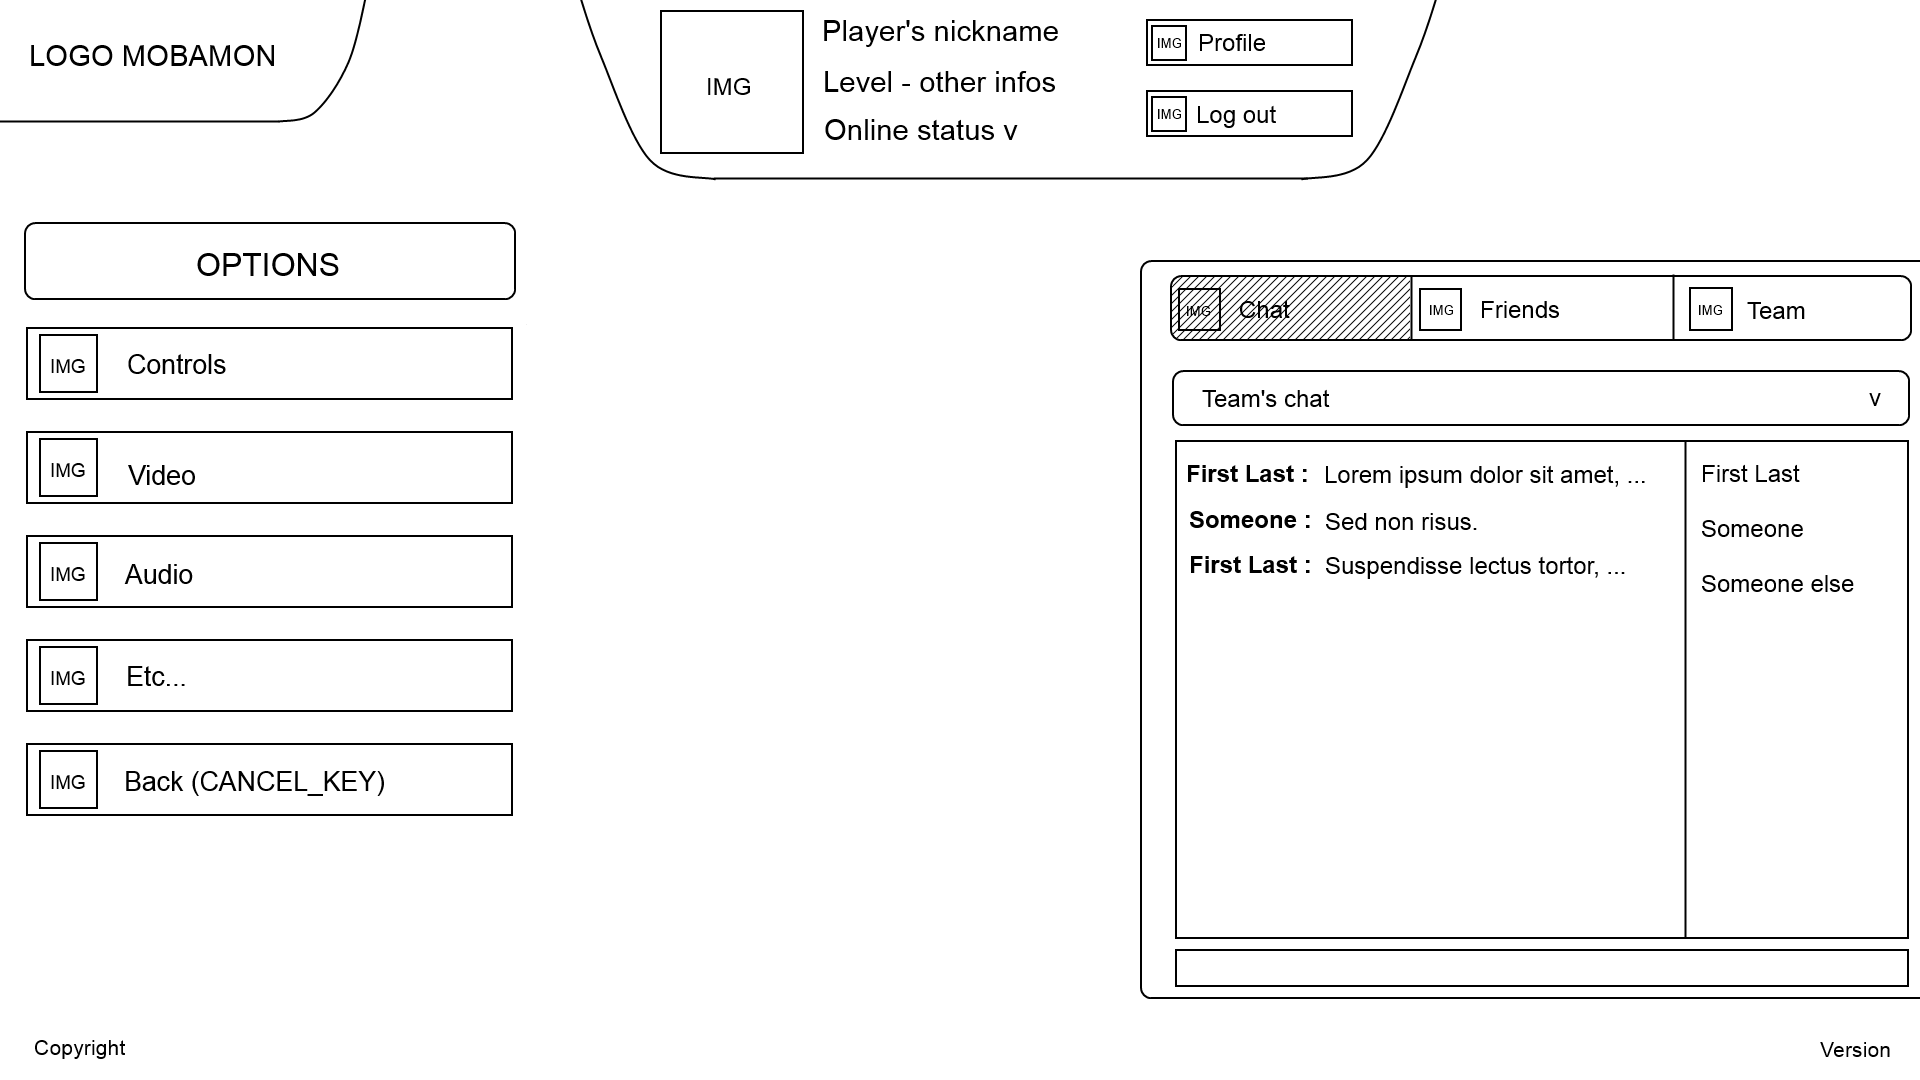 LOGO MOBAMON
IMG
Player's nickname
Level - other infos
Online status v
IMG Profile
IMG Log out
OPTIONS
IMG Controls
IMG Video
IMG Audio
IMG Etc...
IMG Back (CANCEL_KEY)
IMG Chat
IMG Friends
IMG Team
Team's chat v
First Last : Lorem ipsum dolor sit amet, ...
Someone : Sed non risus.
First Last : Suspendisse lectus tortor, ...
First Last
Someone
Someone else
Copyright
Version